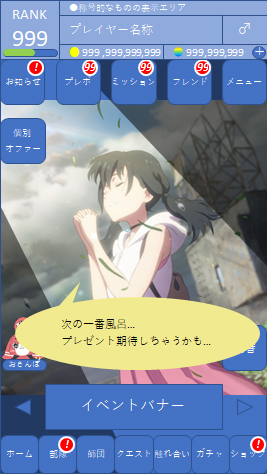 RANK
999
●称号的なものの表示エリア
プレイヤー名称
♂
999,999,999,999
999,999,999
お知らせ
!
プレボ
99
ミッション
99
フレンド
99
メニュー
個別
オファー
次の一番風呂...
プレゼント期待しちゃうかも...
おさんぽ
イベントバナー
ホーム
部隊
!
師団
クエスト
触れ合い
ガチャ
ショップ
!